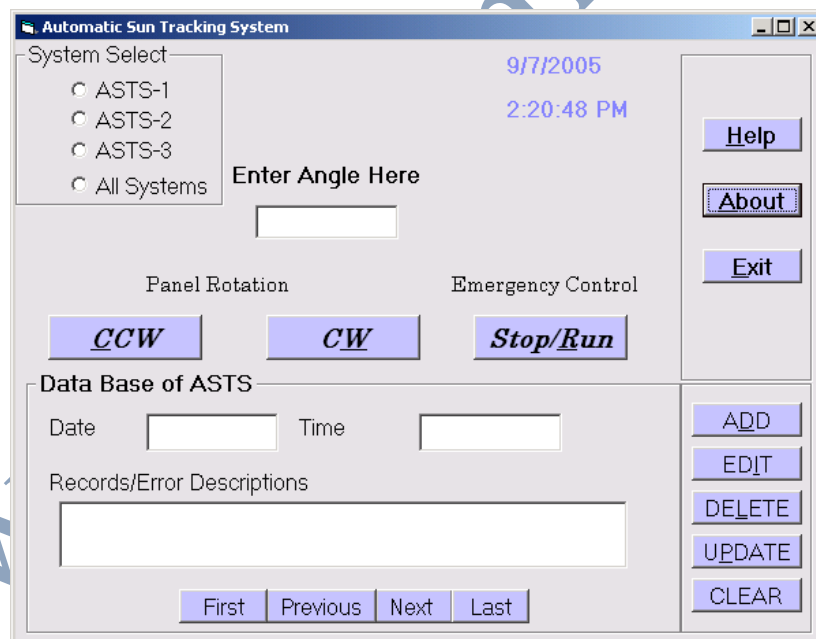 Automatic Sun Tracking System
System Select
ASTS-1
ASTS-2
ASTS-3
All Systems
9/7/2005
2:20:48 PM
Enter Angle Here
Help
About
Exit
Panel Rotation
Emergency Control
CCW
CW
Stop/Run
Data Base of ASTS
Date
Time
Records/Error Descriptions
First
Previous
Next
Last
ADD
EDIT
DELETE
UPDATE
CLEAR